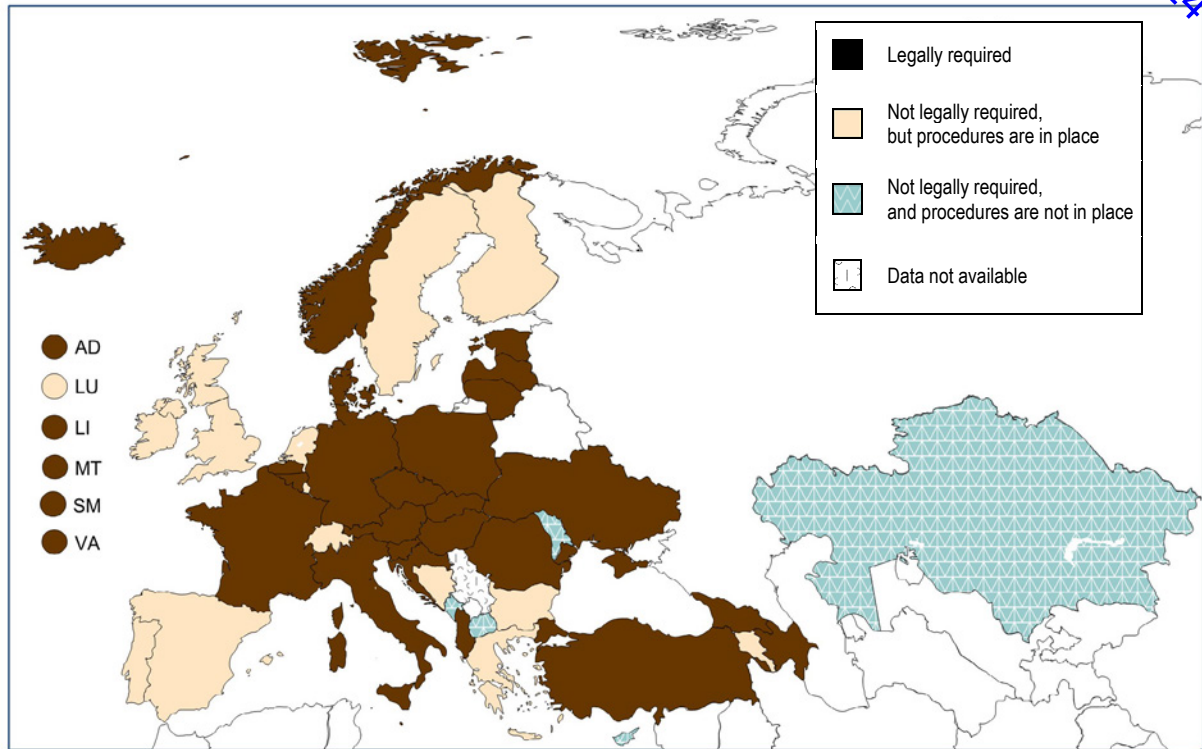 Legally required
Not legally required,
but procedures are in place
Not legally required,
and procedures are not in place
Data not available
AD
LU
LI
MT
SM
VA